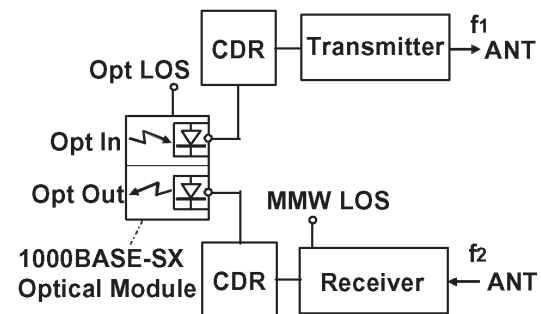 f1
CDR
Transmitter
ANT
Opt LOS
Opt In
Opt Out
MMW LOS
1000BASE-SX
Optical Module
CDR
Receiver
f2
ANT